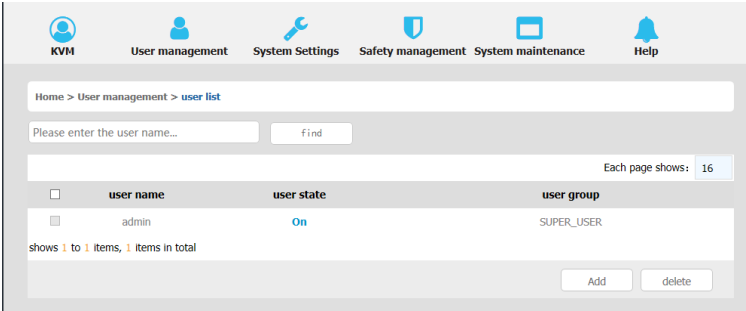 KVM User management System Settings Safety management System maintenance Help
Home > User management > user list
Please enter the user name... find
Each page shows: 16
user name user state user group
admin On SUPER_USER
shows 1 to 1 items, 1 items in total
Add delete